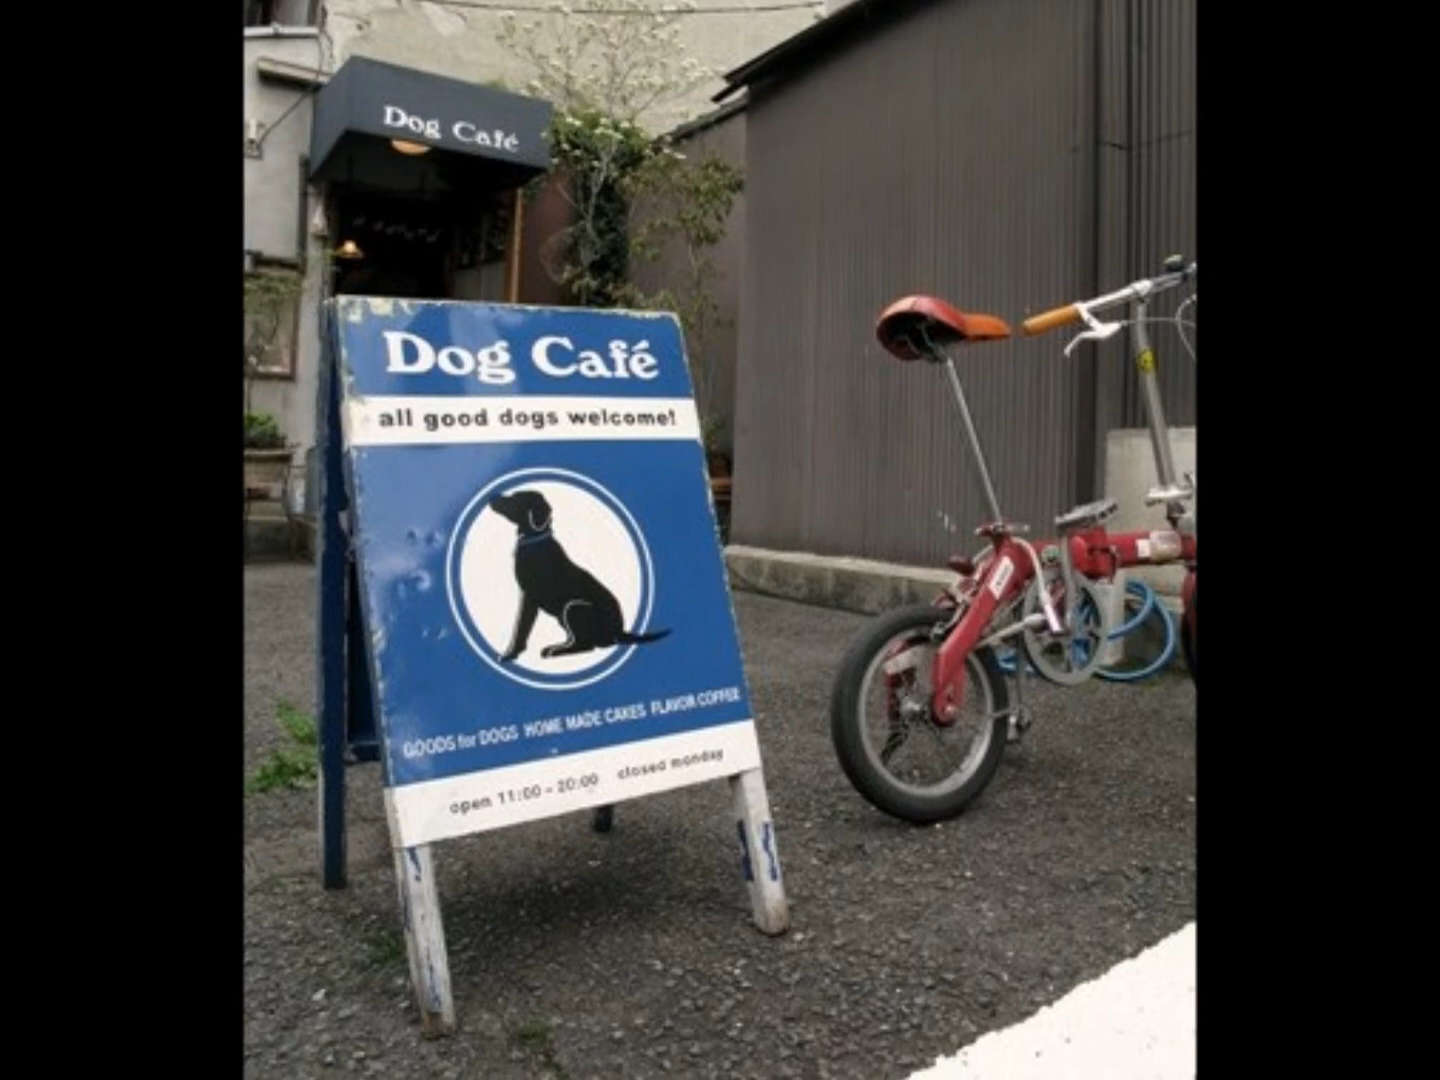 Dog Café
Dog Café
all good dogs welcome!
GOODS for DOGS HOME MADE CAKES FLAVOR COFFEE
open 11:00-20:00 closed monday